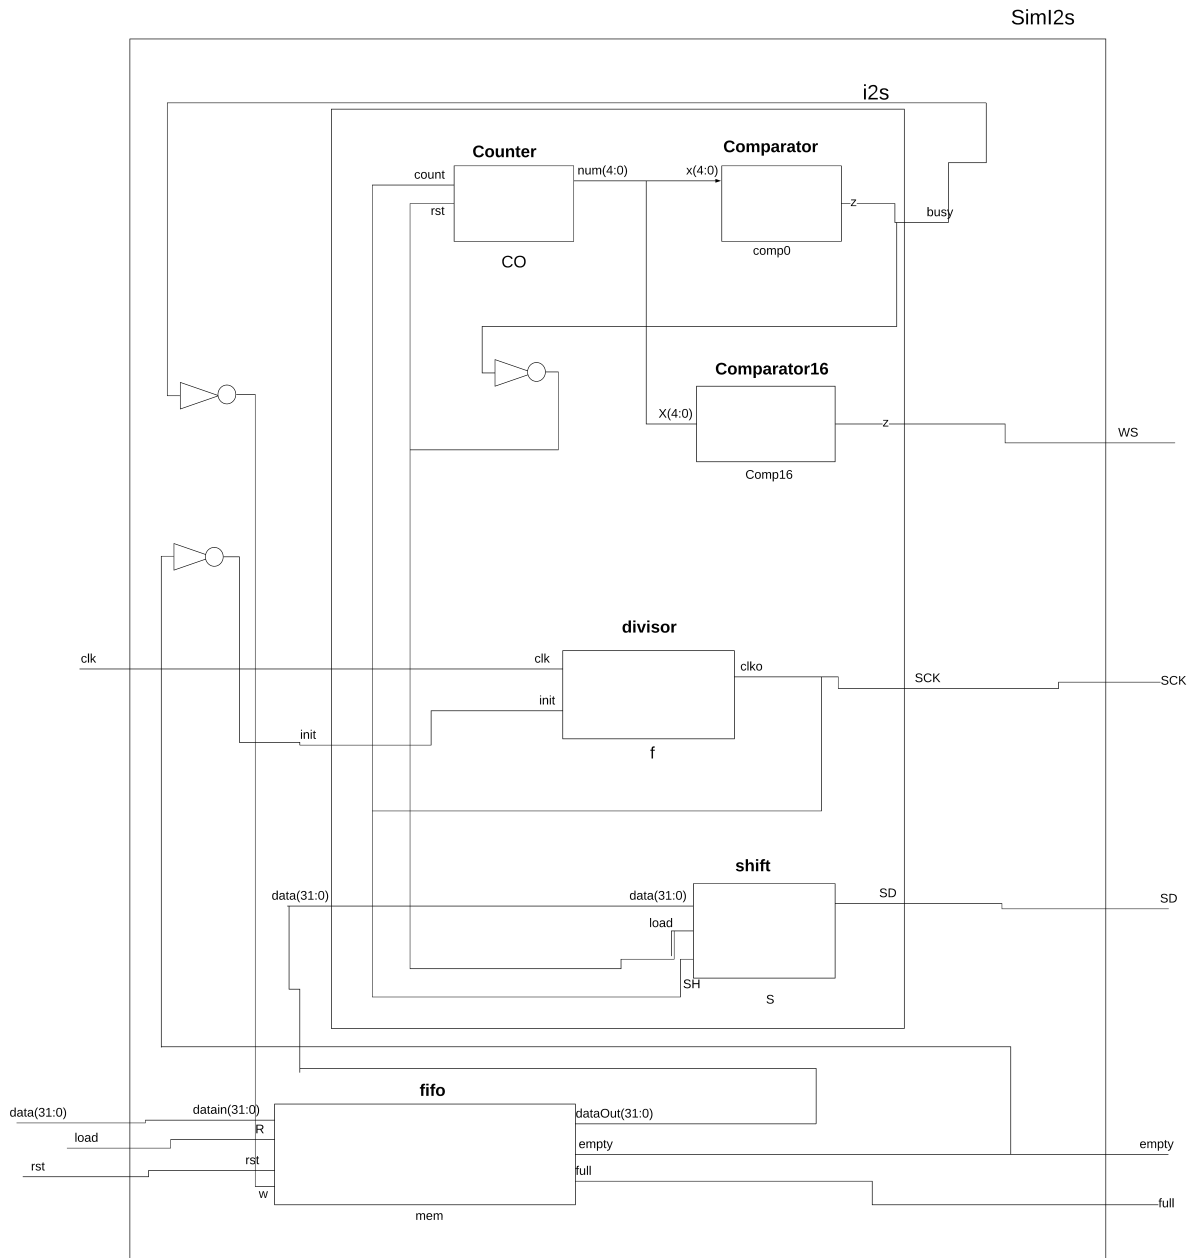 SimI2s
i2s
Counter
Comparator
count
num(4:0)
x(4:0)
rst
z
busy
comp0
CO
Comparator16
X(4:0)
z
WS
Comp16
divisor
clk
clk
clko
SCK
SCK
init
init
f
shift
data(31:0)
data(31:0)
SD
SD
load
SH
S
fifo
data(31:0)
datain(31:0)
dataOut(31:0)
R
load
empty
empty
rst
rst
full
w
full
mem